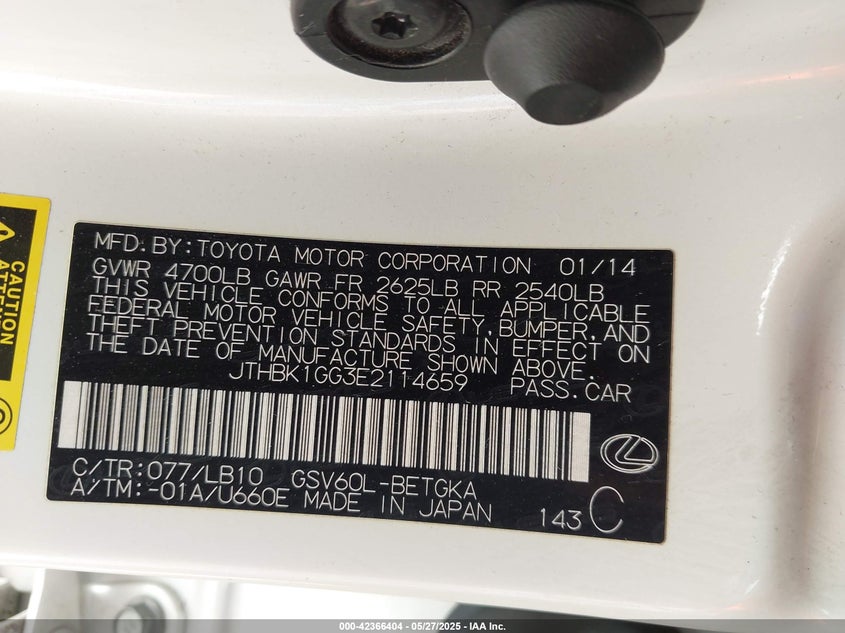 MFD.BY:TOYOTA MOTOR CORPORATION 01/14
GVWR 4700LB GAWR FR 2625LB RR 2540LB
THIS VEHICLE CONFORMS TO ALL APPLICABLE
FEDERAL MOTOR VEHICLE SAFETY, BUMPER, AND
THEFT PREVENTION STANDARDS IN EFFECT ON
THE DATE OF MANUFACTURE SHOWN ABOVE.
JTHBK1GG3E2114659 PASS.CAR
C/TR:077/LB10 GSV60L-BETGKA
A/TM:-01A/U660E MADE IN JAPAN 143 C
CAUTION
000-42366404 - 05/27/2025 - IAA Inc.